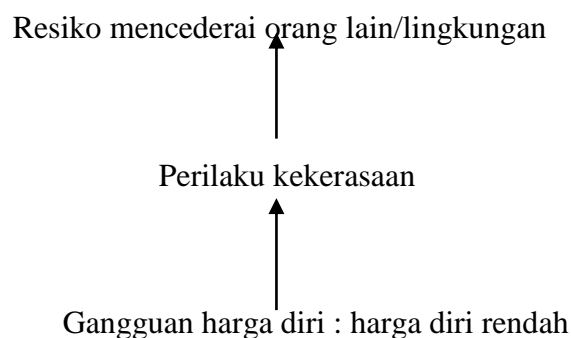 Resiko mencederai orang lain/lingkungan
Perilaku kekerasaan
Gangguan harga diri : harga diri rendah